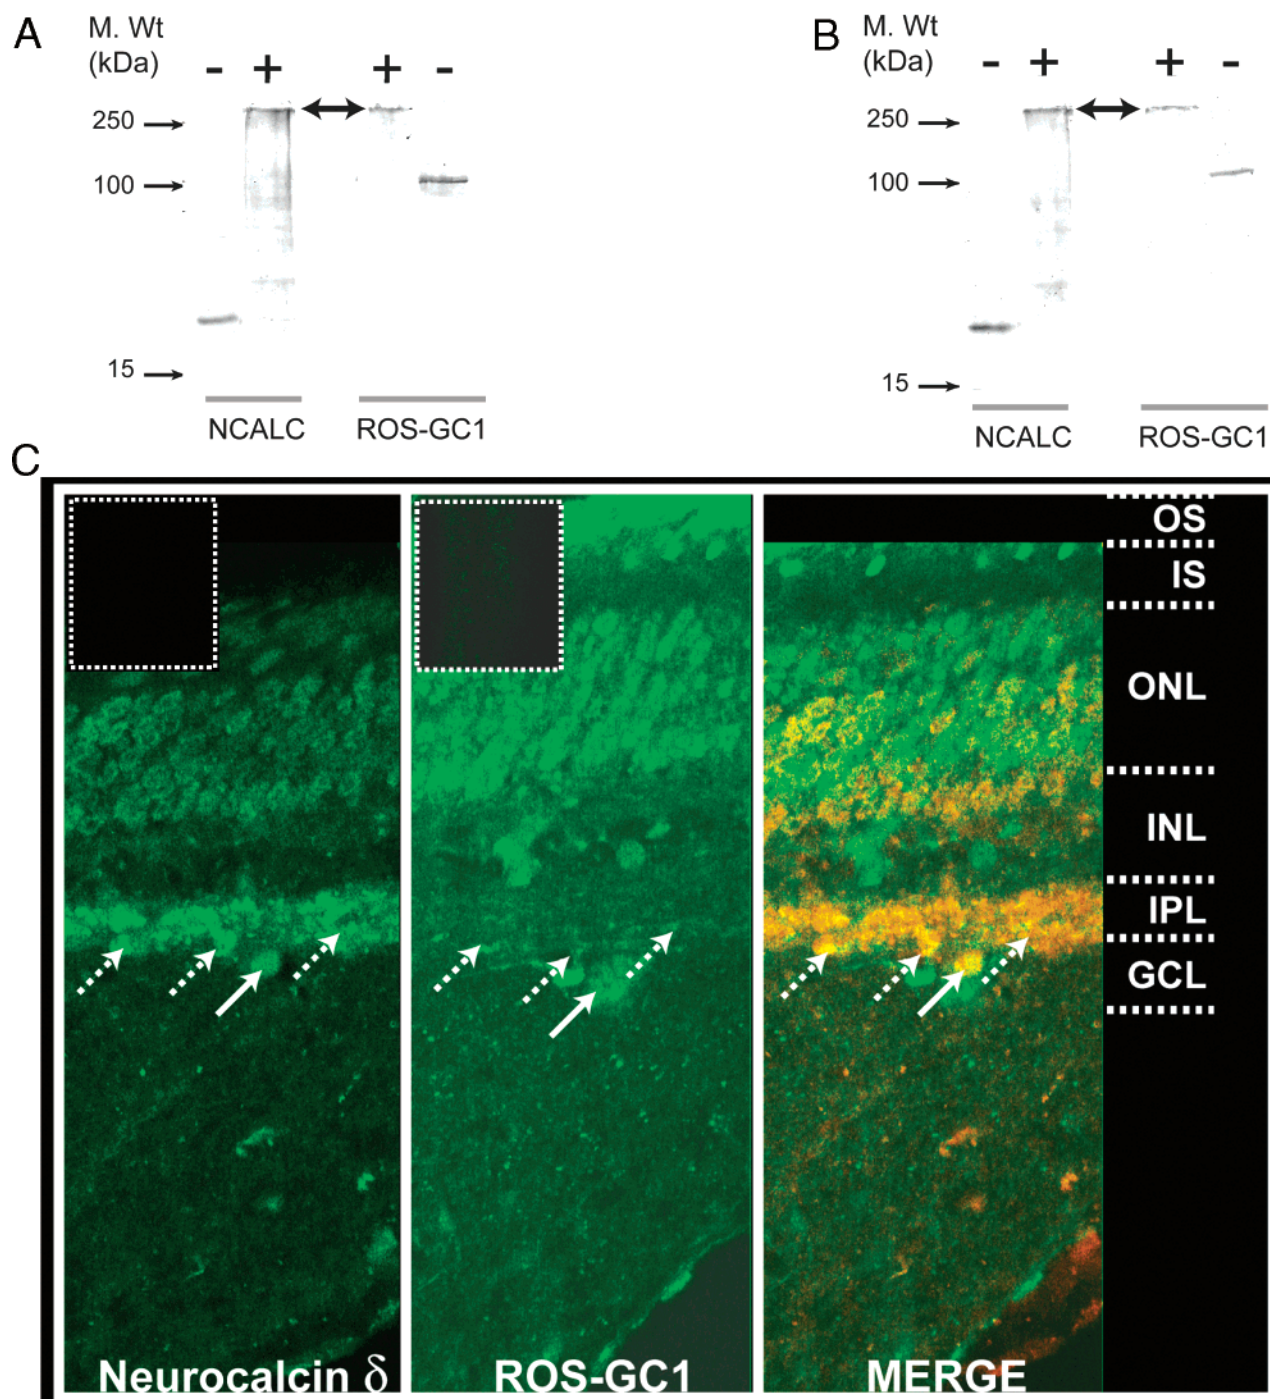 A
M. Wt
(kDa)
- +
+ -
250
100
15
NCALC
ROS-GC1
B
M. Wt
(kDa)
- +
+ -
250
100
15
NCALC
ROS-GC1
C
OS
IS
ONL
INL
IPL
GCL
Neurocalcin δ
ROS-GC1
MERGE